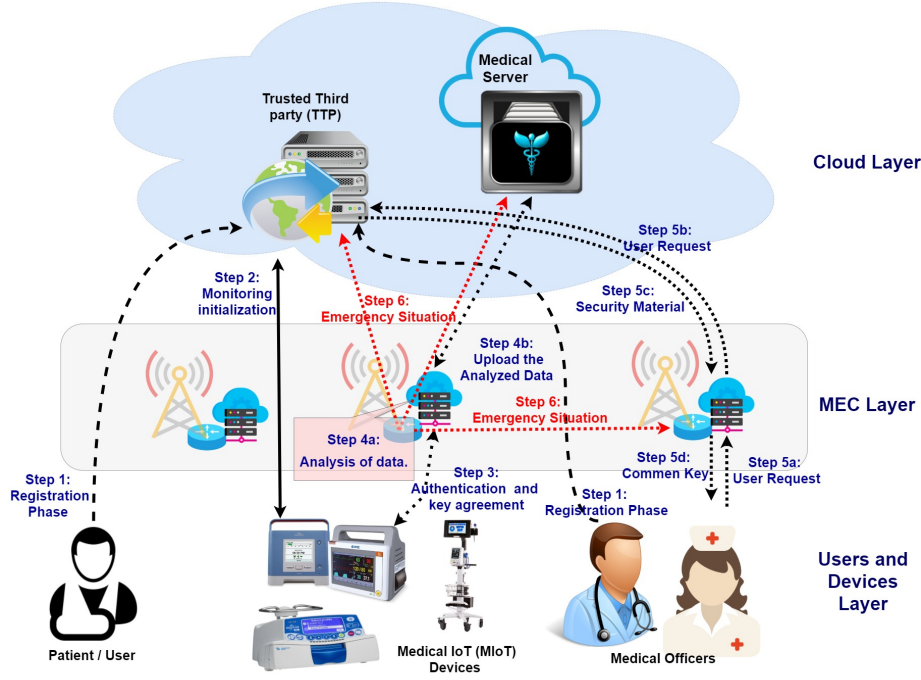 Medical
Server
Trusted Third
party (TTP)
Cloud Layer
Step 5b:
User Request
Step 2:
Monitoring
initialization
Step 5c:
Security Material
Step 6:
Emergency Situation
Step 4b:
Upload the
Analyzed Data
MEC Layer
Step 6:
Emergency Situation
Step 4a:
Analysis of data.
Step 1:
Registration
Phase
Step 3:
Authentication and
key agreement
Step 5d:
Commen Key
Step 5a:
User Request
Step 1:
Registration Phase
Users and
Devices
Layer
Patient / User
Medical IoT (MIoT)
Devices
Medical Officers